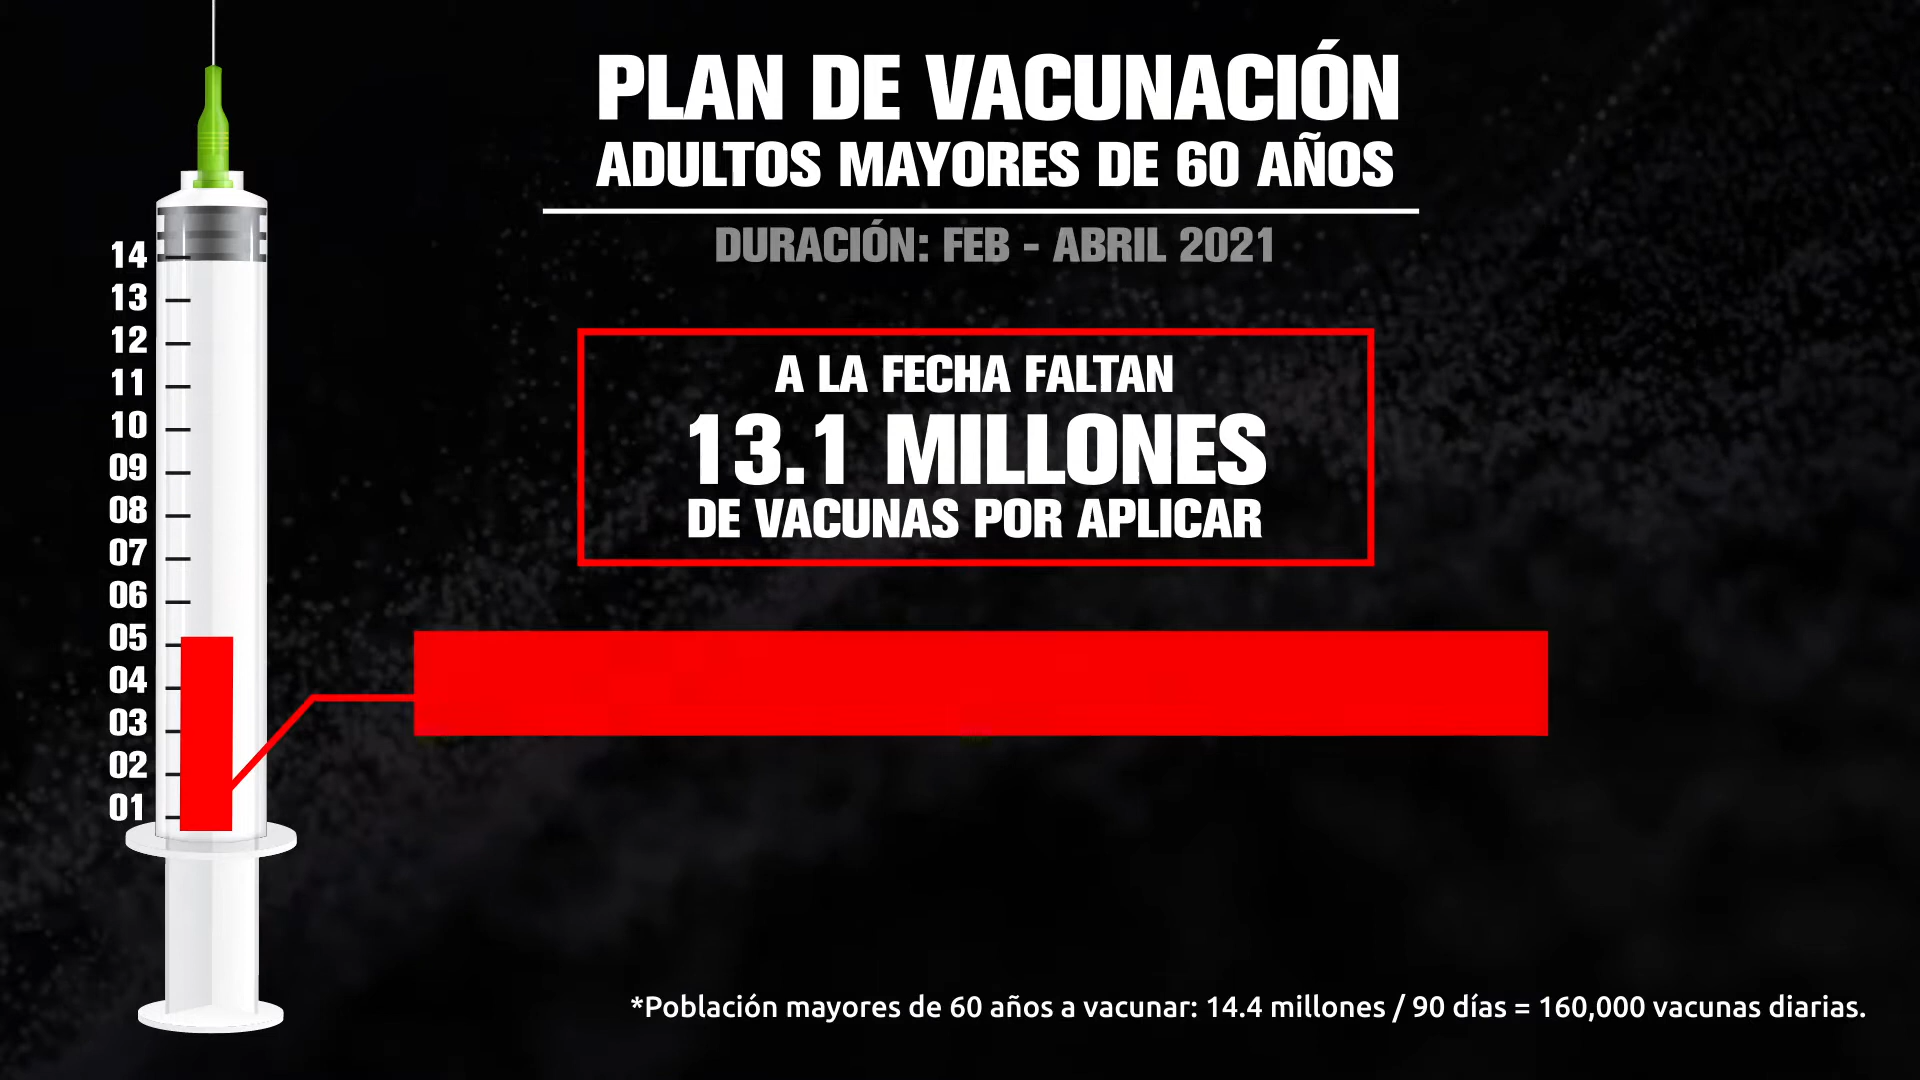 PLAN DE VACUNACIÓN
ADULTOS MAYORES DE 60 AÑOS
DURACIÓN: FEB - ABRIL 2021
A LA FECHA FALTAN
13.1 MILLONES
DE VACUNAS POR APLICAR
14
13
12
11
10
09
08
07
06
05
04
03
02
01
*Población mayores de 60 años a vacunar: 14.4 millones / 90 días = 160,000 vacunas diarias.